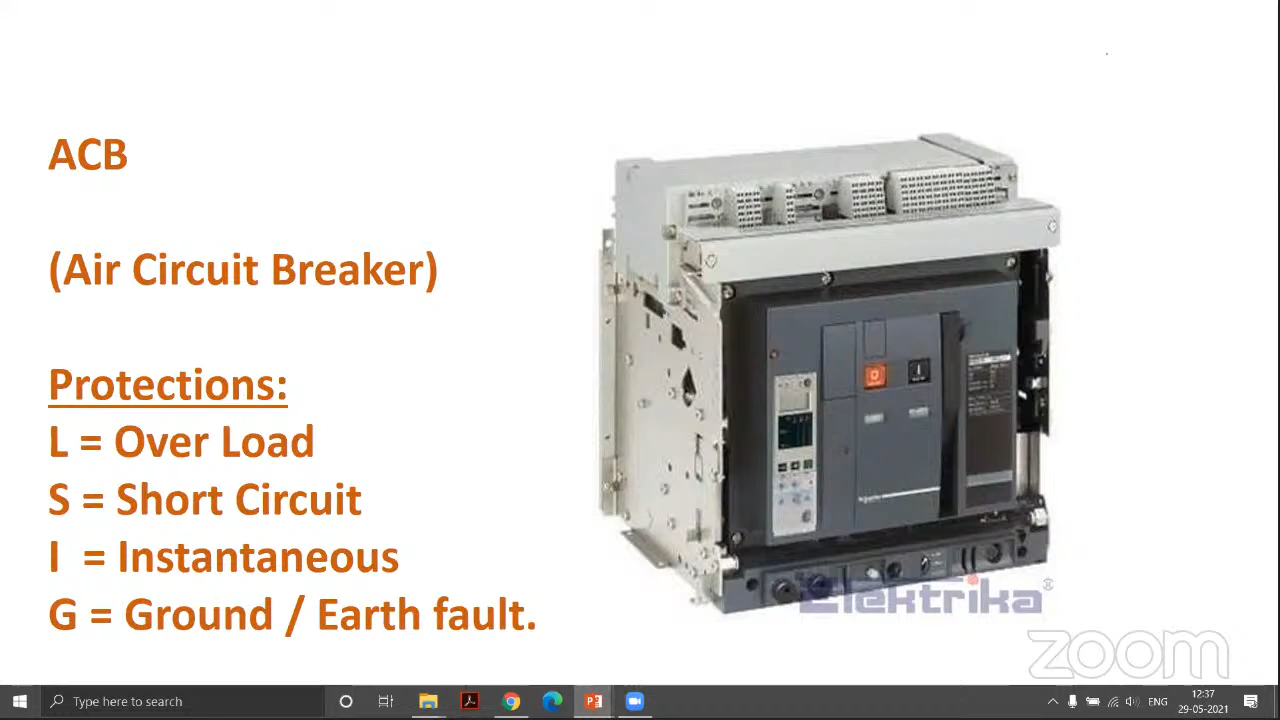 ACB
(Air Circuit Breaker)
Protections:
L = Over Load
S = Short Circuit
I = Instantaneous
G = Ground / Earth fault.
Schneider
Elektrika
zoom
Type here to search
ENG
12:37
29-05-2021